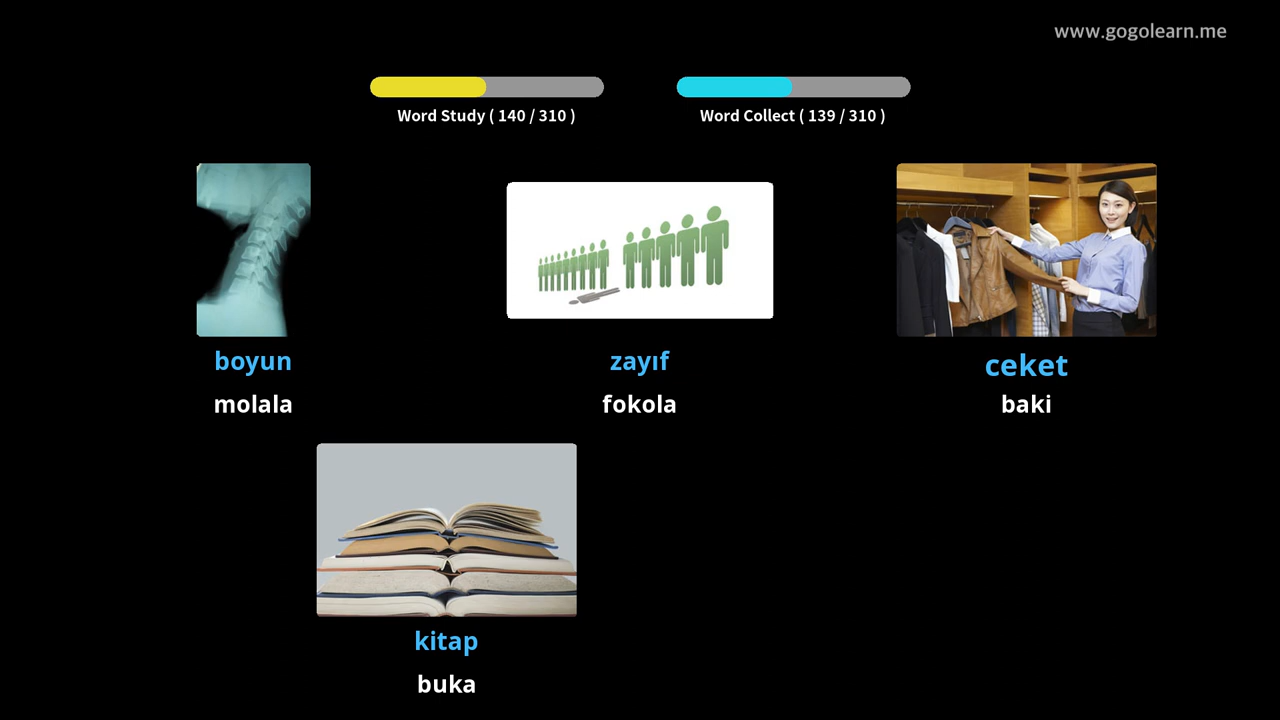 www.gogolearn.me
Word Study ( 140 / 310 )
Word Collect ( 139 / 310 )
boyun
molala
zayıf
fokola
ceket
baki
kitap
buka